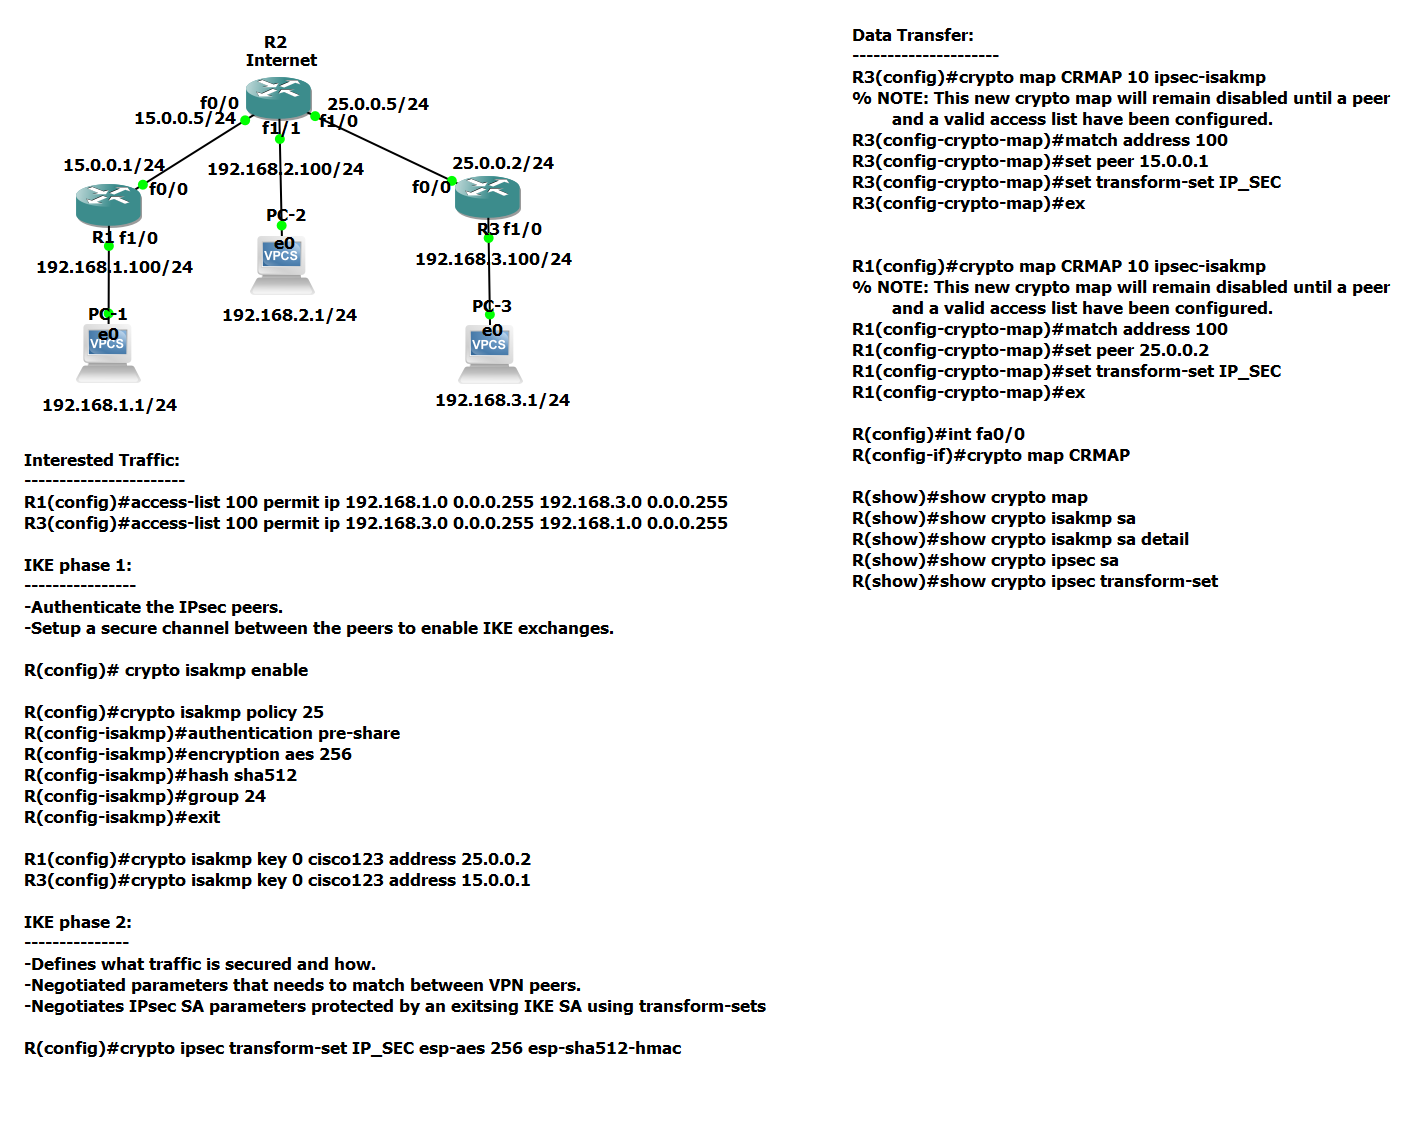 R2
Internet
f0/0
25.0.0.5/24
15.0.0.5/24
f1/1
f1/0
15.0.0.1/24
192.168.2.100/24
25.0.0.2/24
f0/0
f0/0
PC-2
R1 f1/0
e0
R3 f1/0
VPCS
192.168.1.100/24
192.168.3.100/24
192.168.2.1/24
PC-1
PC-3
e0
e0
VPCS
VPCS
192.168.1.1/24
192.168.3.1/24
Interested Traffic:
-----------------------
R1(config)#access-list 100 permit ip 192.168.1.0 0.0.0.255 192.168.3.0 0.0.0.255
R3(config)#access-list 100 permit ip 192.168.3.0 0.0.0.255 192.168.1.0 0.0.0.255
IKE phase 1:
----------------
-Authenticate the IPsec peers.
-Setup a secure channel between the peers to enable IKE exchanges.
R(config)# crypto isakmp enable
R(config)#crypto isakmp policy 25
R(config-isakmp)#authentication pre-share
R(config-isakmp)#encryption aes 256
R(config-isakmp)#hash sha512
R(config-isakmp)#group 24
R(config-isakmp)#exit
R1(config)#crypto isakmp key 0 cisco123 address 25.0.0.2
R3(config)#crypto isakmp key 0 cisco123 address 15.0.0.1
IKE phase 2:
---------------
-Defines what traffic is secured and how.
-Negotiated parameters that needs to match between VPN peers.
-Negotiates IPsec SA parameters protected by an exitsing IKE SA using transform-sets
R(config)#crypto ipsec transform-set IP_SEC esp-aes 256 esp-sha512-hmac
Data Transfer:
---------------------
R3(config)#crypto map CRMAP 10 ipsec-isakmp
% NOTE: This new crypto map will remain disabled until a peer
and a valid access list have been configured.
R3(config-crypto-map)#match address 100
R3(config-crypto-map)#set peer 15.0.0.1
R3(config-crypto-map)#set transform-set IP_SEC
R3(config-crypto-map)#ex
R1(config)#crypto map CRMAP 10 ipsec-isakmp
% NOTE: This new crypto map will remain disabled until a peer
and a valid access list have been configured.
R1(config-crypto-map)#match address 100
R1(config-crypto-map)#set peer 25.0.0.2
R1(config-crypto-map)#set transform-set IP_SEC
R1(config-crypto-map)#ex
R(config)#int fa0/0
R(config-if)#crypto map CRMAP
R(show)#show crypto map
R(show)#show crypto isakmp sa
R(show)#show crypto isakmp sa detail
R(show)#show crypto ipsec sa
R(show)#show crypto ipsec transform-set